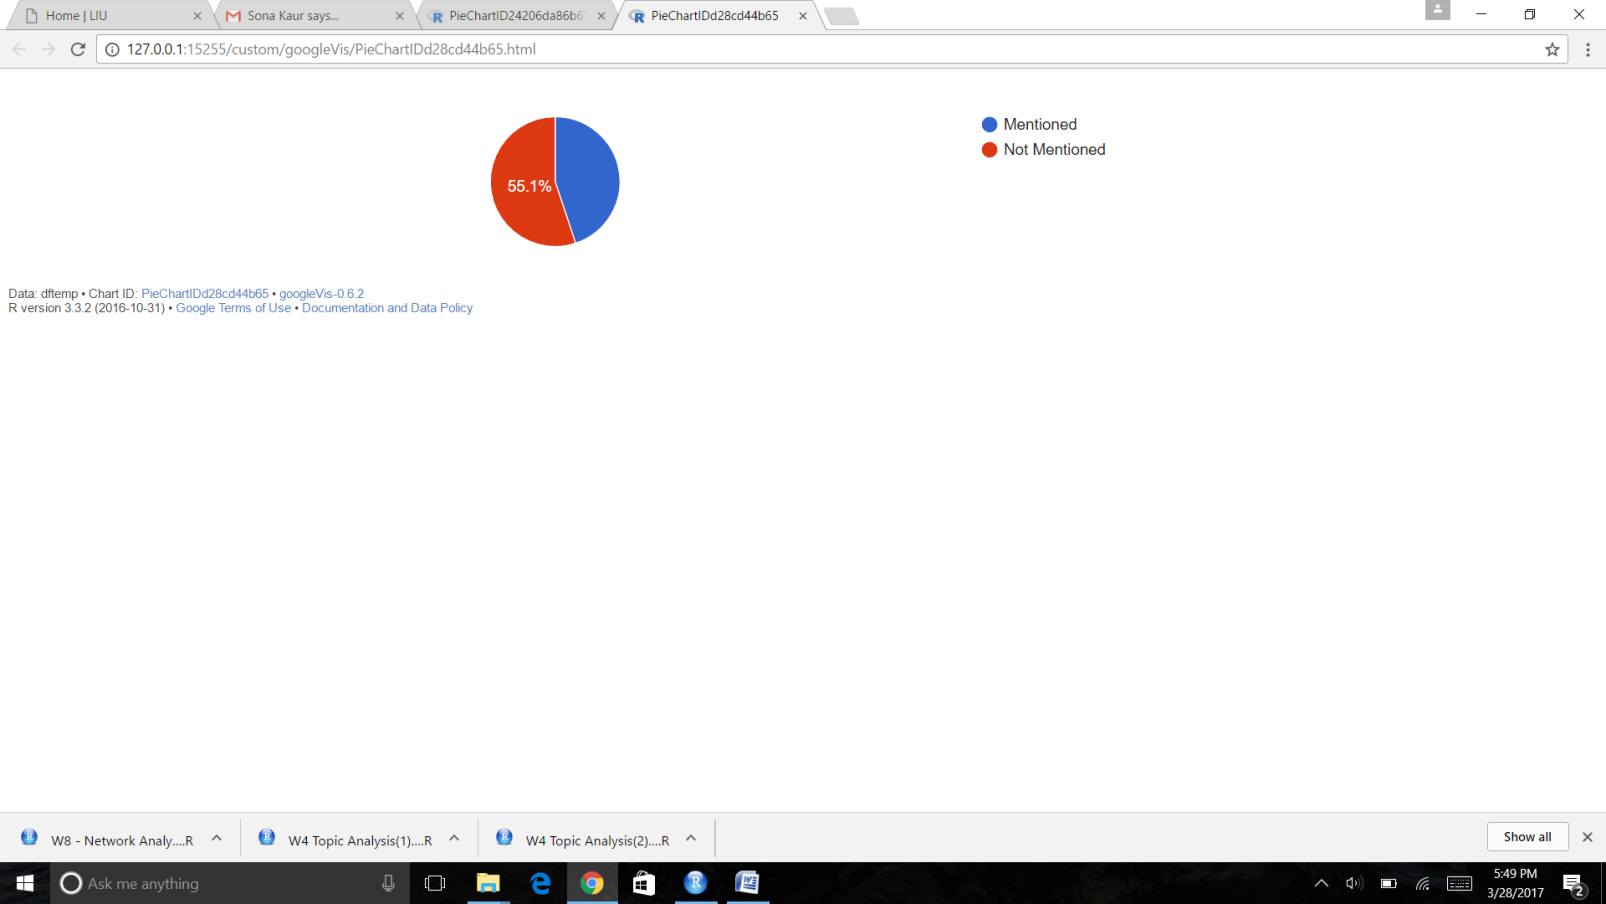 Home | LIU
Sona Kaur says...
PieChartID24206da86b67
PieChartIDd28cd44b65
127.0.0.1:15255/custom/googleVis/PieChartIDd28cd44b65.html
Mentioned
Not Mentioned
55.1%
Data: dftemp • Chart ID: PieChartIDd28cd44b65 • googleVis-0.6.2
R version 3.3.2 (2016-10-31) • Google Terms of Use • Documentation and Data Policy
W8 - Network Analy....R
W4 Topic Analysis(1)....R
W4 Topic Analysis(2)....R
Show all
Ask me anything
5:49 PM
3/28/2017
2